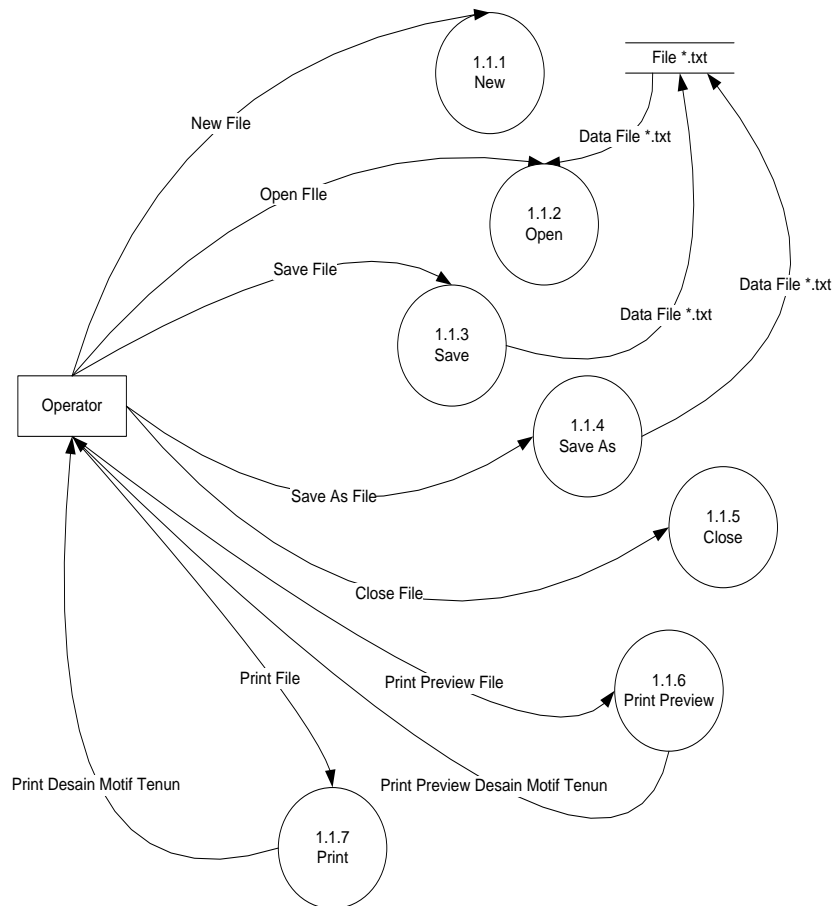 1.1.1
New
File *.txt
New File
Data File *.txt
Open FIle
1.1.2
Open
Save File
Data File *.txt
Data File *.txt
1.1.3
Save
Operator
1.1.4
Save As
Save As File
1.1.5
Close
Close File
Print File
Print Preview File
1.1.6
Print Preview
Print Desain Motif Tenun
Print Preview Desain Motif Tenun
1.1.7
Print